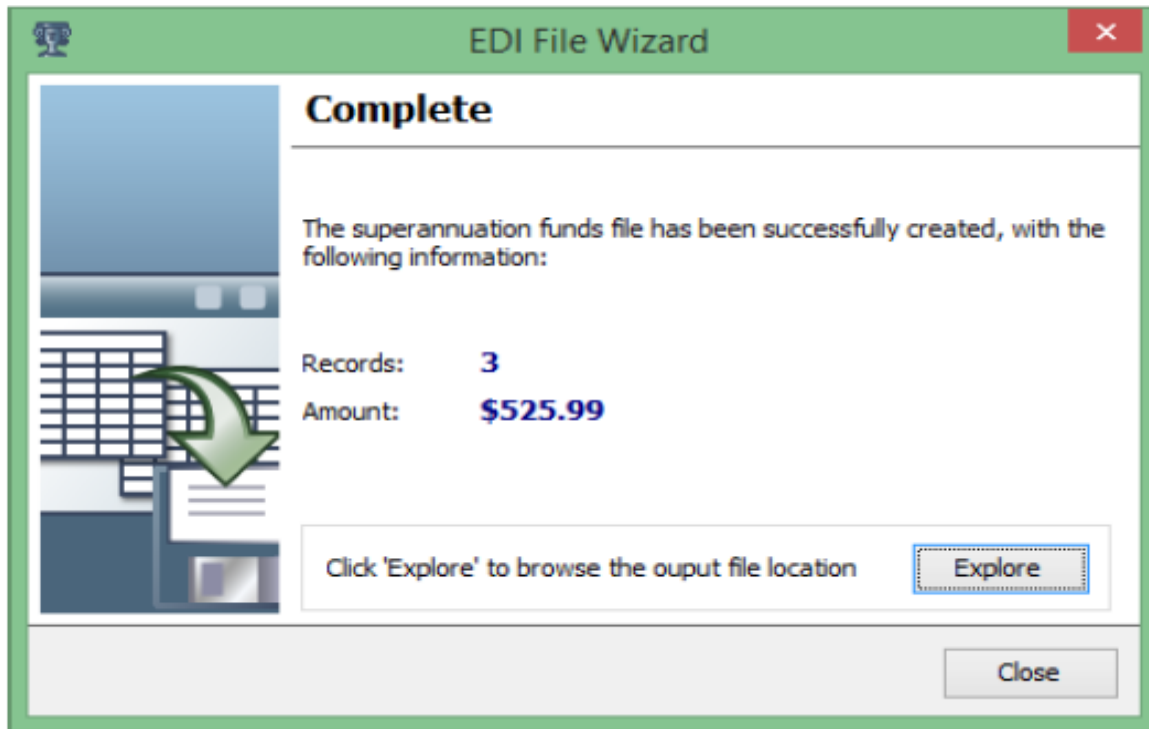 EDI File Wizard
Complete
The superannuation funds file has been successfully created, with the
following information:
Records: 3
Amount: $525.99
Click 'Explore' to browse the ouput file location Explore
Close